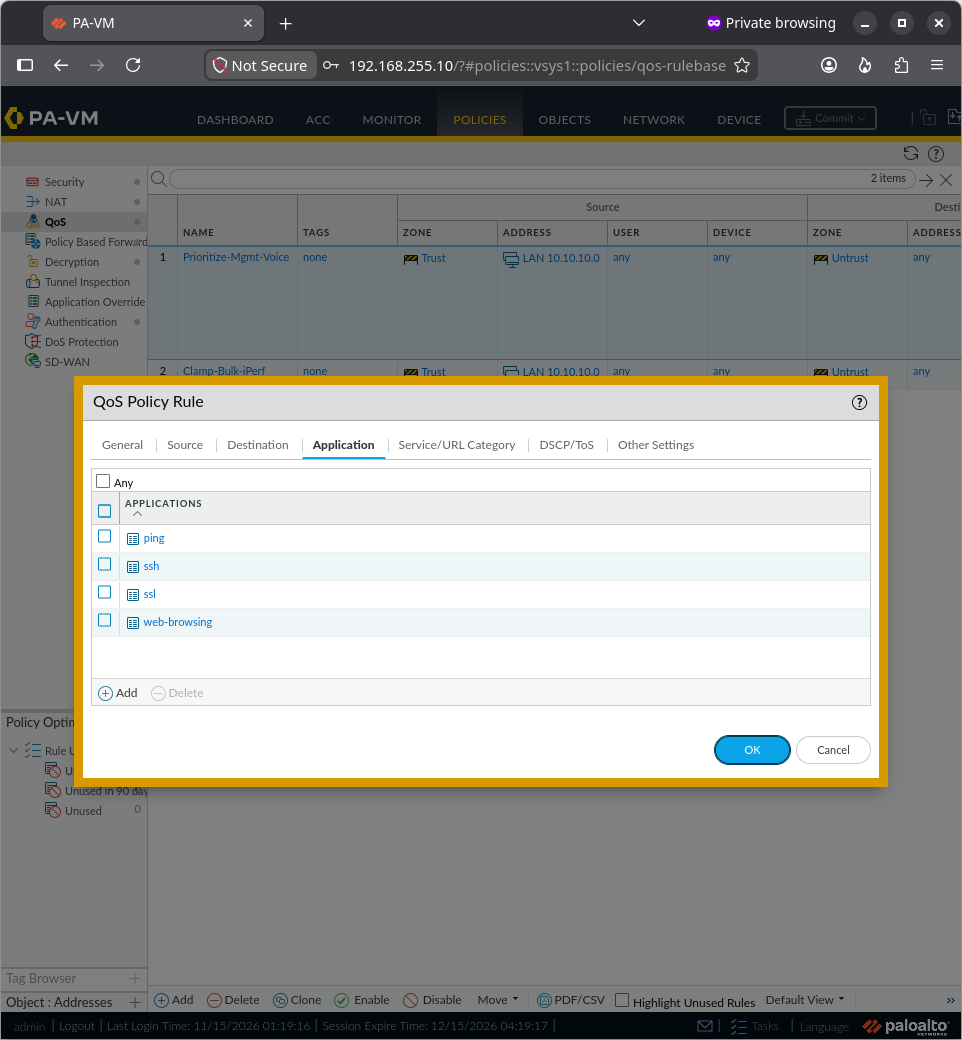 PA-VM
Private browsing
Not Secure
192.168.255.10/?#policies::vsys1::policies/qos-rulebase
PA-VM
DASHBOARD ACC MONITOR POLICIES OBJECTS NETWORK DEVICE Commit
2 items
Security
NAT
QoS
Policy Based Forward
Decryption
Tunnel Inspection
Application Override
Authentication
DoS Protection
SD-WAN
Source Desti
NAME TAGS ZONE ADDRESS USER DEVICE ZONE ADDRESS
1 Prioritize-Mgmt-Voice none Trust LAN 10.10.10.0 any any Untrust any
2 Clamp-Bulk-iPerf none Trust LAN 10.10.10.0 any any Untrust any
QoS Policy Rule
General Source Destination Application Service/URL Category DSCP/ToS Other Settings
Any
APPLICATIONS
ping
ssh
ssl
web-browsing
Add Delete
OK Cancel
Policy Optim
Rule U
U
Unused in 90 day
Unused 0
Tag Browser
Object : Addresses
Add Delete Clone Enable Disable Move PDF/CSV Highlight Unused Rules Default View »
admin | Logout | Last Login Time: 11/15/2026 01:19:16 | Session Expire Time: 12/15/2026 04:19:17 |
Tasks | Language
paloalto
NETWORKS